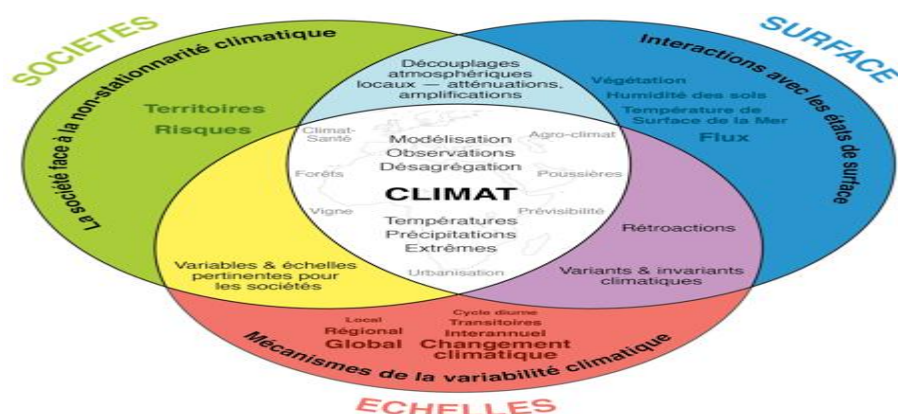 SOCIETES
La société face à la non-stationnarité climatique
Territoires
Risques
Découplages
atmosphériques
locaux — atténuations,
amplifications
SURFACE
Interactions avec les états de surface
Végétation
Humidité des sols
Température de
Surface de la Mer
Flux
Climat-
Santé
Forêts
Vigne
Modélisation
Observations
Désagrégation
CLIMAT
Températures
Précipitations
Extrêmes
Urbanisation
Agro-climat
Poussières
Prévisibilité
Variables & échelles
pertinentes pour
les sociétés
Rétroactions
Variants & invariants
climatiques
Local
Régional
Global
Cycle diurne
Transitoires
Interannuel
Changement
climatique
Mécanismes de la variabilité climatique
ECHELLES